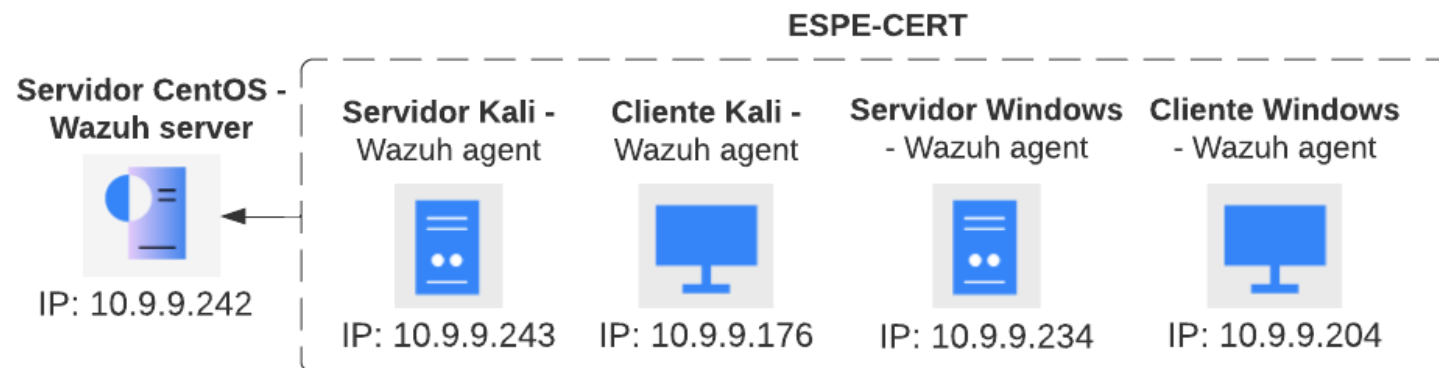 ESPE-CERT
Servidor CentOS -
Wazuh server
IP: 10.9.9.242
Servidor Kali -
Wazuh agent
IP: 10.9.9.243
Cliente Kali -
Wazuh agent
IP: 10.9.9.176
Servidor Windows
- Wazuh agent
IP: 10.9.9.234
Cliente Windows
- Wazuh agent
IP: 10.9.9.204